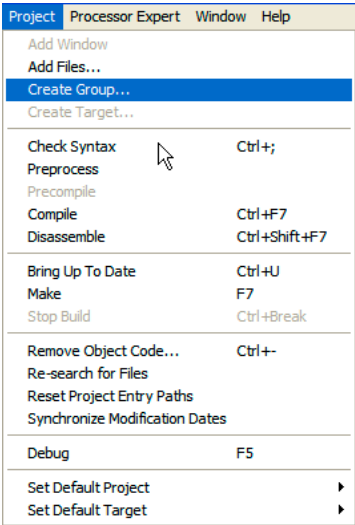 Project Processor Expert Window Help
Add Window
Add Files...
Create Group...
Create Target...
Check Syntax Ctrl+;
Preprocess
Precompile
Compile Ctrl+F7
Disassemble Ctrl+Shift+F7
Bring Up To Date Ctrl+U
Make F7
Stop Build Ctrl+Break
Remove Object Code... Ctrl+-
Re-search for Files
Reset Project Entry Paths
Synchronize Modification Dates
Debug F5
Set Default Project
Set Default Target